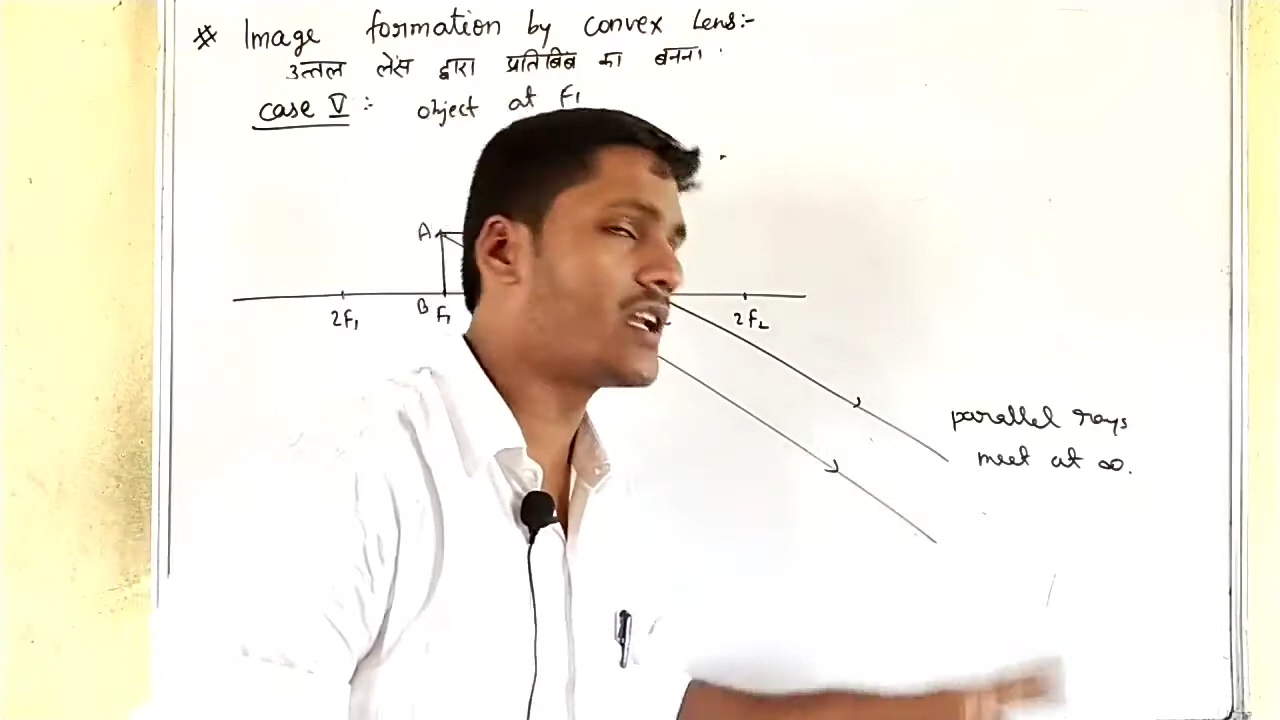 * Image formation by convex Lens:-
उत्तल लेंस द्वारा प्रतिबिंब का बनना
case V :- object at F₁
A
B F₁
2F₁
2F₂
parallel rays
meet at ∞.